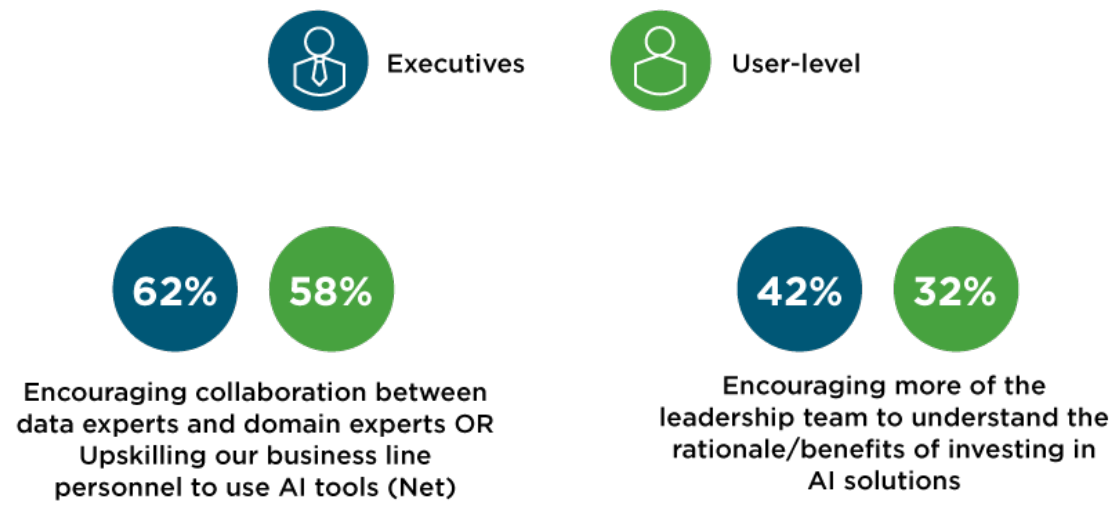 Executives
User-level
62%
58%
Encouraging collaboration between
data experts and domain experts OR
Upskilling our business line
personnel to use AI tools (Net)
42%
32%
Encouraging more of the
leadership team to understand the
rationale/benefits of investing in
AI solutions